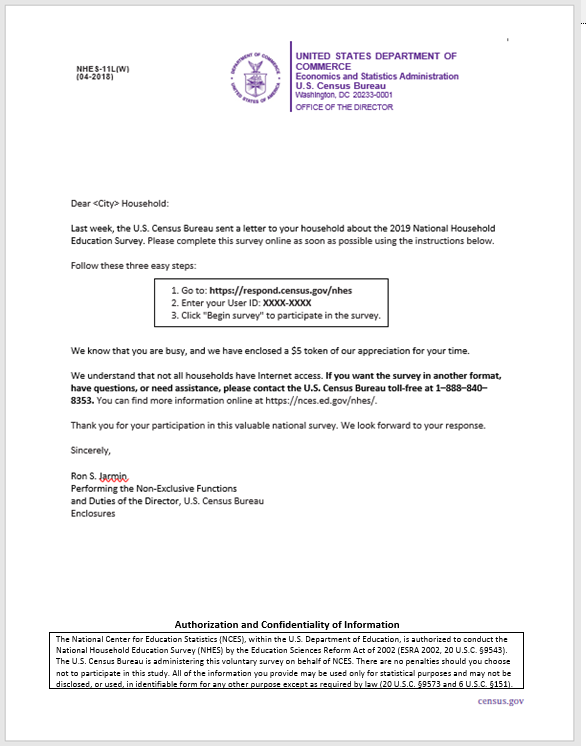 NHES-11L(W)
(04-2018)
DEPARTMENT OF COMMERCE
UNITED STATES OF AMERICA
UNITED STATES DEPARTMENT OF
COMMERCE
Economics and Statistics Administration
U.S. Census Bureau
Washington, DC 20233-0001
OFFICE OF THE DIRECTOR
Dear <City> Household:
Last week, the U.S. Census Bureau sent a letter to your household about the 2019 National Household
Education Survey. Please complete this survey online as soon as possible using the instructions below.
Follow these three easy steps:
1. Go to: https://respond.census.gov/nhes
2. Enter your User ID: XXXX-XXXX
3. Click "Begin survey" to participate in the survey.
We know that you are busy, and we have enclosed a $5 token of our appreciation for your time.
We understand that not all households have Internet access. If you want the survey in another format,
have questions, or need assistance, please contact the U.S. Census Bureau toll-free at 1–888–840–
8353. You can find more information online at https://nces.ed.gov/nhes/.
Thank you for your participation in this valuable national survey. We look forward to your response.
Sincerely,
Ron S. Jarmin
Performing the Non-Exclusive Functions
and Duties of the Director, U.S. Census Bureau
Enclosures
Authorization and Confidentiality of Information
The National Center for Education Statistics (NCES), within the U.S. Department of Education, is authorized to conduct the
National Household Education Survey (NHES) by the Education Sciences Reform Act of 2002 (ESRA 2002, 20 U.S.C. §9543).
The U.S. Census Bureau is administering this voluntary survey on behalf of NCES. There are no penalties should you choose
not to participate in this study. All of the information you provide may be used only for statistical purposes and may not be
disclosed, or used, in identifiable form for any other purpose except as required by law (20 U.S.C. §9573 and 6 U.S.C. §151).
census.gov